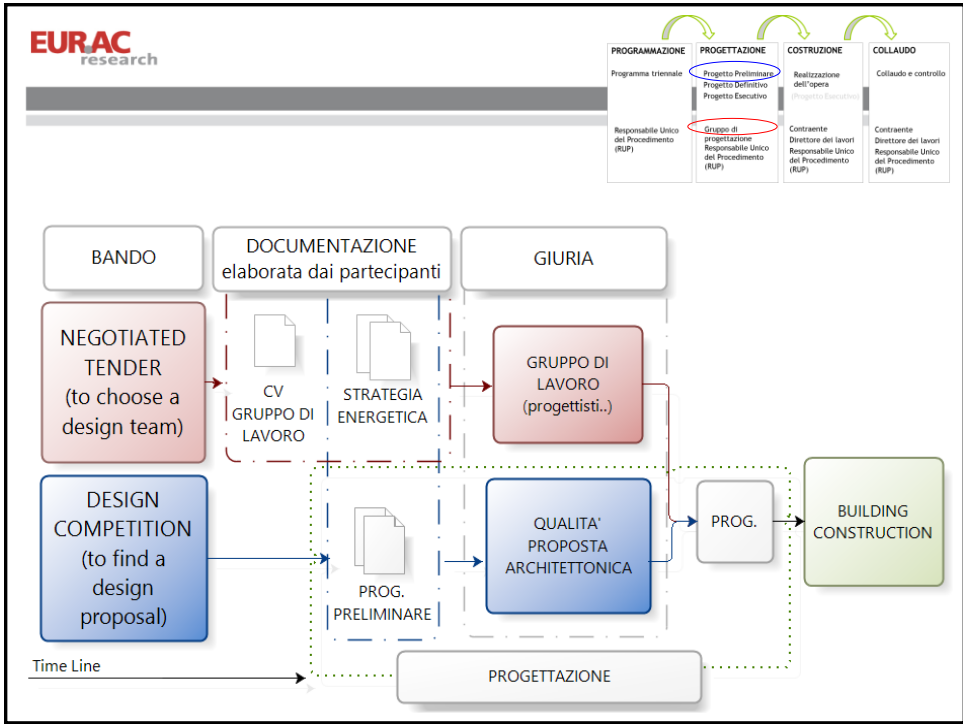 EURAC
research
PROGRAMMAZIONE
Programma triennale
Responsabile Unico
del Procedimento
(RUP)
PROGETTAZIONE
Progetto Preliminare
Progetto Definitivo
Progetto Esecutivo
Gruppo di
progettazione
Responsabile Unico
del Procedimento
(RUP)
COSTRUZIONE
Realizzazione
dell'opera
(Progetto Esecutivo)
Contraente
Direttore dei lavori
Responsabile Unico
del Procedimento
(RUP)
COLLAUDO
Collaudo e controllo
Contraente
Direttore dei lavori
Responsabile Unico
del Procedimento
(RUP)
BANDO
DOCUMENTAZIONE
elaborata dai partecipanti
GIURIA
NEGOTIATED
TENDER
(to choose a
design team)
CV
GRUPPO DI
LAVORO
STRATEGIA
ENERGETICA
GRUPPO DI
LAVORO
(progettisti..)
DESIGN
COMPETITION
(to find a
design
proposal)
PROG.
PRELIMINARE
QUALITA'
PROPOSTA
ARCHITETTONICA
PROG.
BUILDING
CONSTRUCTION
Time Line
PROGETTAZIONE